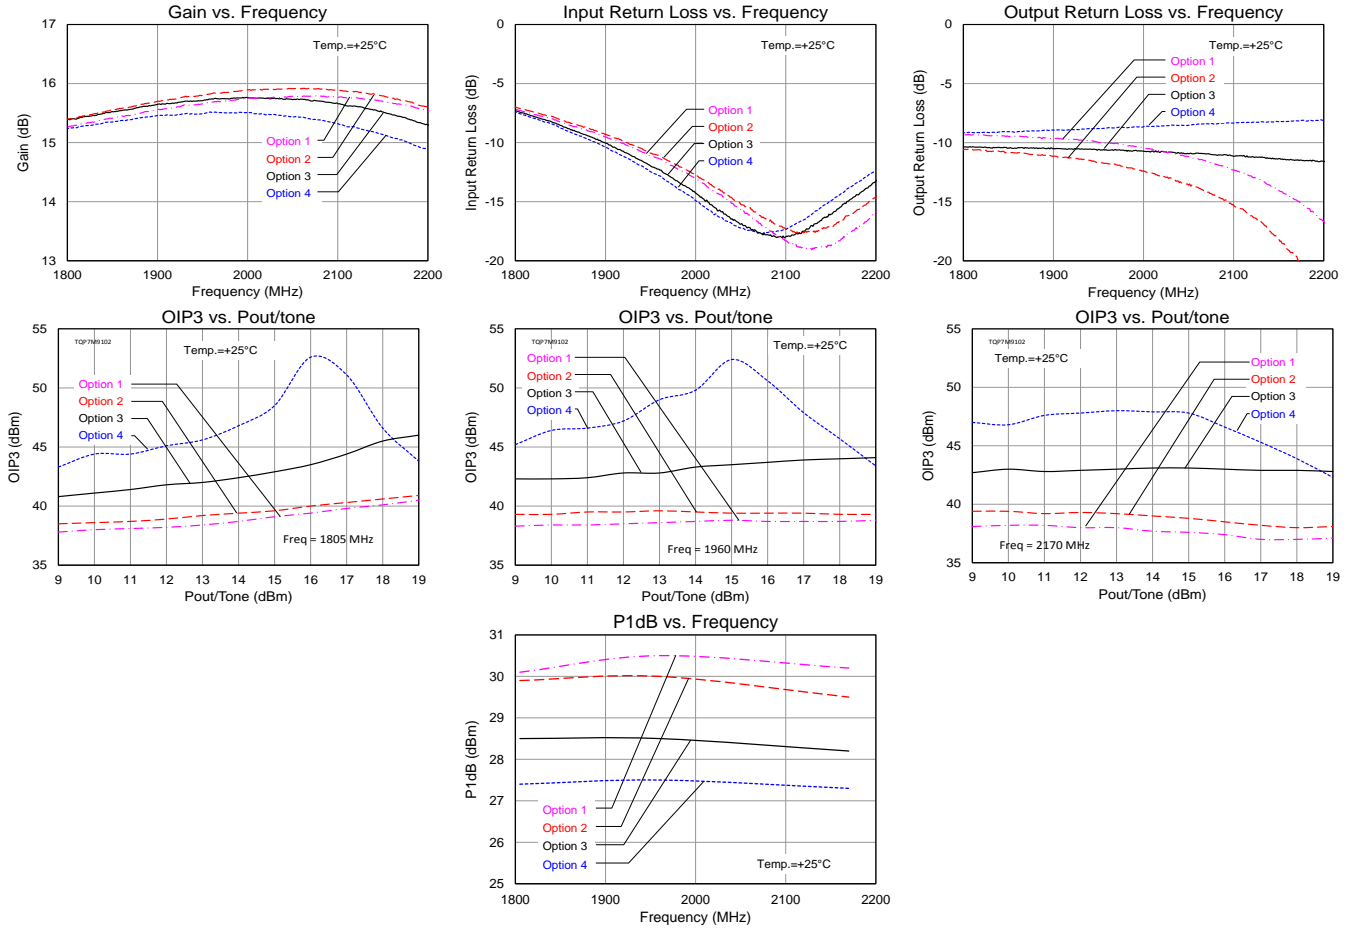 Gain vs. Frequency
17
16
15
14
13
Gain (dB)
Temp.=+25°C
Option 1
Option 2
Option 3
Option 4
1800 1900 2000 2100 2200
Frequency (MHz)
Input Return Loss vs. Frequency
0
-5
-10
-15
-20
Input Return Loss (dB)
Temp.=+25°C
Option 1
Option 2
Option 3
Option 4
1800 1900 2000 2100 2200
Frequency (MHz)
Output Return Loss vs. Frequency
0
-5
-10
-15
-20
Output Return Loss (dB)
Temp.=+25°C
Option 1
Option 2
Option 3
Option 4
1800 1900 2000 2100 2200
Frequency (MHz)
OIP3 vs. Pout/tone
55
50
45
40
35
OIP3 (dBm)
TQP7M9102
Temp.=+25°C
Option 1
Option 2
Option 3
Option 4
Freq = 1805 MHz
9 10 11 12 13 14 15 16 17 18 19
Pout/Tone (dBm)
OIP3 vs. Pout/tone
55
50
45
40
35
OIP3 (dBm)
TQP7M9102
Temp.=+25°C
Option 1
Option 2
Option 3
Option 4
Freq = 1960 MHz
9 10 11 12 13 14 15 16 17 18 19
Pout/Tone (dBm)
OIP3 vs. Pout/tone
55
50
45
40
35
OIP3 (dBm)
TQP7M9102
Temp.=+25°C
Option 1
Option 2
Option 3
Option 4
Freq = 2170 MHz
9 10 11 12 13 14 15 16 17 18 19
Pout/Tone (dBm)
P1dB vs. Frequency
31
30
29
28
27
26
25
P1dB (dBm)
Option 1
Option 2
Option 3
Option 4
Temp.=+25°C
1800 1900 2000 2100 2200
Frequency (MHz)